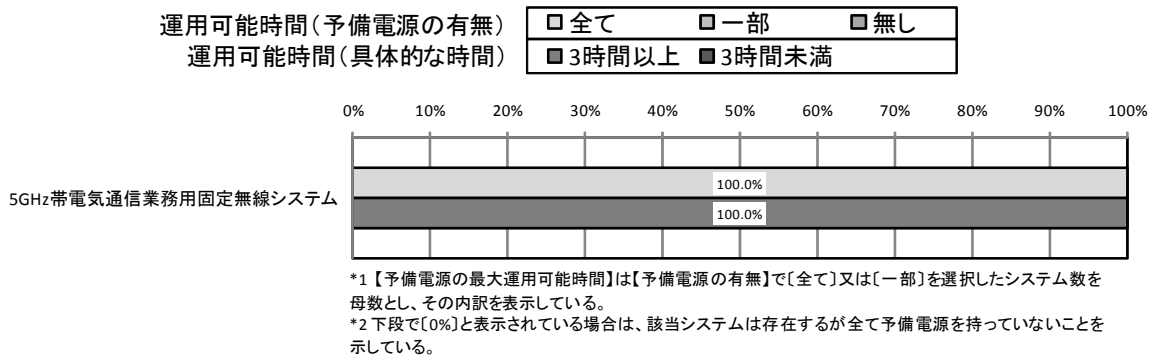 運用可能時間(予備電源の有無) 全て 一部 無し
運用可能時間(具体的な時間) 3時間以上 3時間未満
0% 10% 20% 30% 40% 50% 60% 70% 80% 90% 100%
5GHz帯電気通信業務用固定無線システム
100.0%
100.0%
*1 【予備電源の最大運用可能時間】は【予備電源の有無】で〔全て〕又は〔一部〕を選択したシステム数を
母数とし、その内訳を表示している。
*2 下段で〔0%〕と表示されている場合は、該当システムは存在するが全て予備電源を持っていないことを
示している。